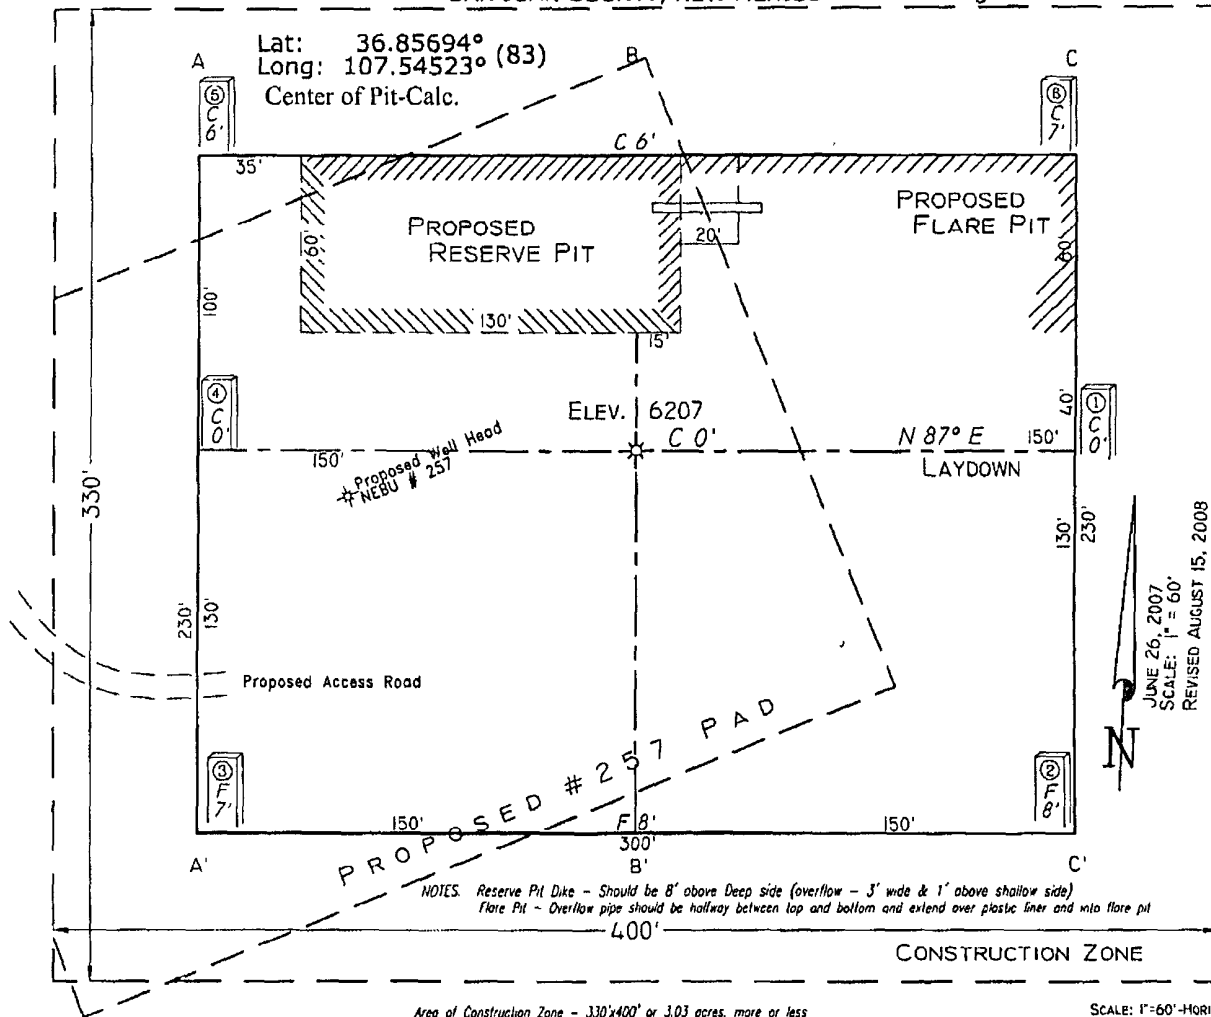 Lat: 36.85694°
Long: 107.54523° (83)
Center of Pit-Calc.
A
B
C
⑤
C
6'
⑥
C
7'
C 6'
35'
PROPOSED
RESERVE PIT
PROPOSED
FLARE PIT
60'
20'
60'
100'
130'
15'
④
C
0'
①
C
0'
40'
ELEV. 6207
C 0'
N 87° E
150'
150'
LAYDOWN
Proposed Well Head
NEBU # 257
330'
230'
130'
130'
230'
JUNE 26, 2007
SCALE: 1" = 60'
REVISED AUGUST 15, 2008
N
Proposed Access Road
PROPOSED #257 PAD
③
F
7'
②
F
8'
150'
F 8'
150'
300'
A'
B'
C'
NOTES. Reserve Pit Dike - Should be 8' above Deep side (overflow - 3' wide & 1' above shallow side)
Flare Pit - Overflow pipe should be halfway between top and bottom and extend over plastic liner and into flare pit
400'
CONSTRUCTION ZONE
Area of Construction Zone - 330'x400' or 3.03 acres, more or less
SCALE: 1"=60'-HORI